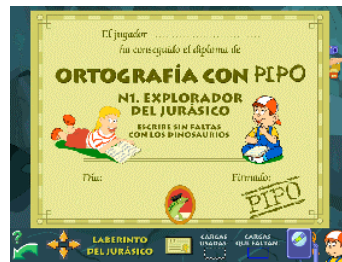 El jugador ......................
ha conseguido el diploma de
ORTOGRAFÍA CON PIPO
N1. EXPLORADOR
DEL JURÁSICO
ESCRIBE SIN FALTAS
CON LOS DINOSAURIOS
Día:
Firmado:
PIPO
?
LABERINTO
DEL JURÁSICO
CARGAS
USADAS
CARGAS
QUE FALTAN